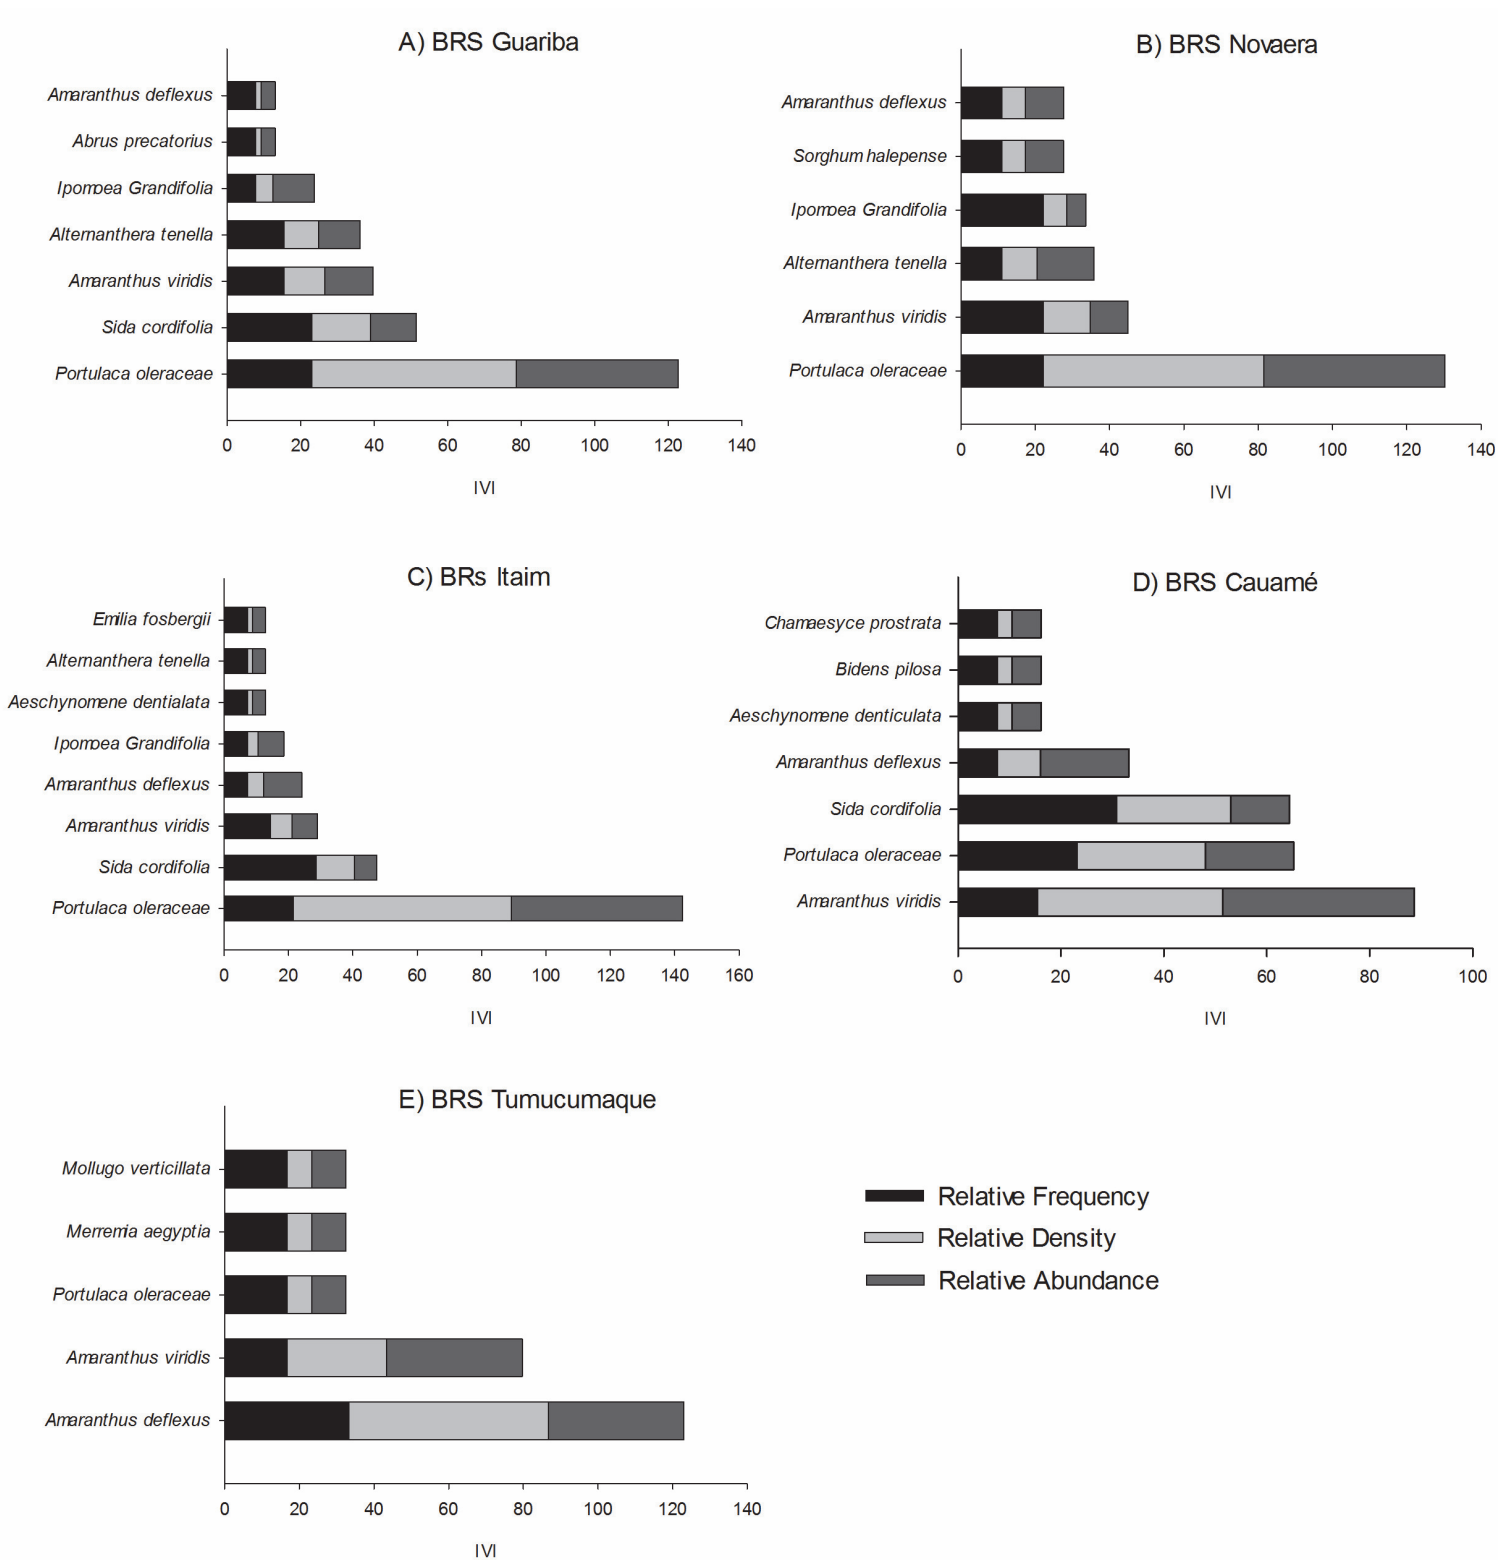 A) BRS Guariba
Amaranthus deflexus
Abrus precatorius
Ipomoea Grandifolia
Alternanthera tenella
Amaranthus viridis
Sida cordifolia
Portulaca oleraceae
0 20 40 60 80 100 120 140
IVI
B) BRS Novaera
Amaranthus deflexus
Sorghum halepense
Ipomoea Grandifolia
Alternanthera tenella
Amaranthus viridis
Portulaca oleraceae
0 20 40 60 80 100 120 140
IVI
C) BRs Itaim
Emilia fosbergii
Alternanthera tenella
Aeschynomene dentialata
Ipomoea Grandifolia
Amaranthus deflexus
Amaranthus viridis
Sida cordifolia
Portulaca oleraceae
0 20 40 60 80 100 120 140 160
IVI
D) BRS Cauamé
Chamaesyce prostrata
Bidens pilosa
Aeschynomene denticulata
Amaranthus deflexus
Sida cordifolia
Portulaca oleraceae
Amaranthus viridis
0 20 40 60 80 100
IVI
E) BRS Tumucumaque
Mollugo verticillata
Merremia aegyptia
Portulaca oleraceae
Amaranthus viridis
Amaranthus deflexus
0 20 40 60 80 100 120 140
IVI
Relative Frequency
Relative Density
Relative Abundance